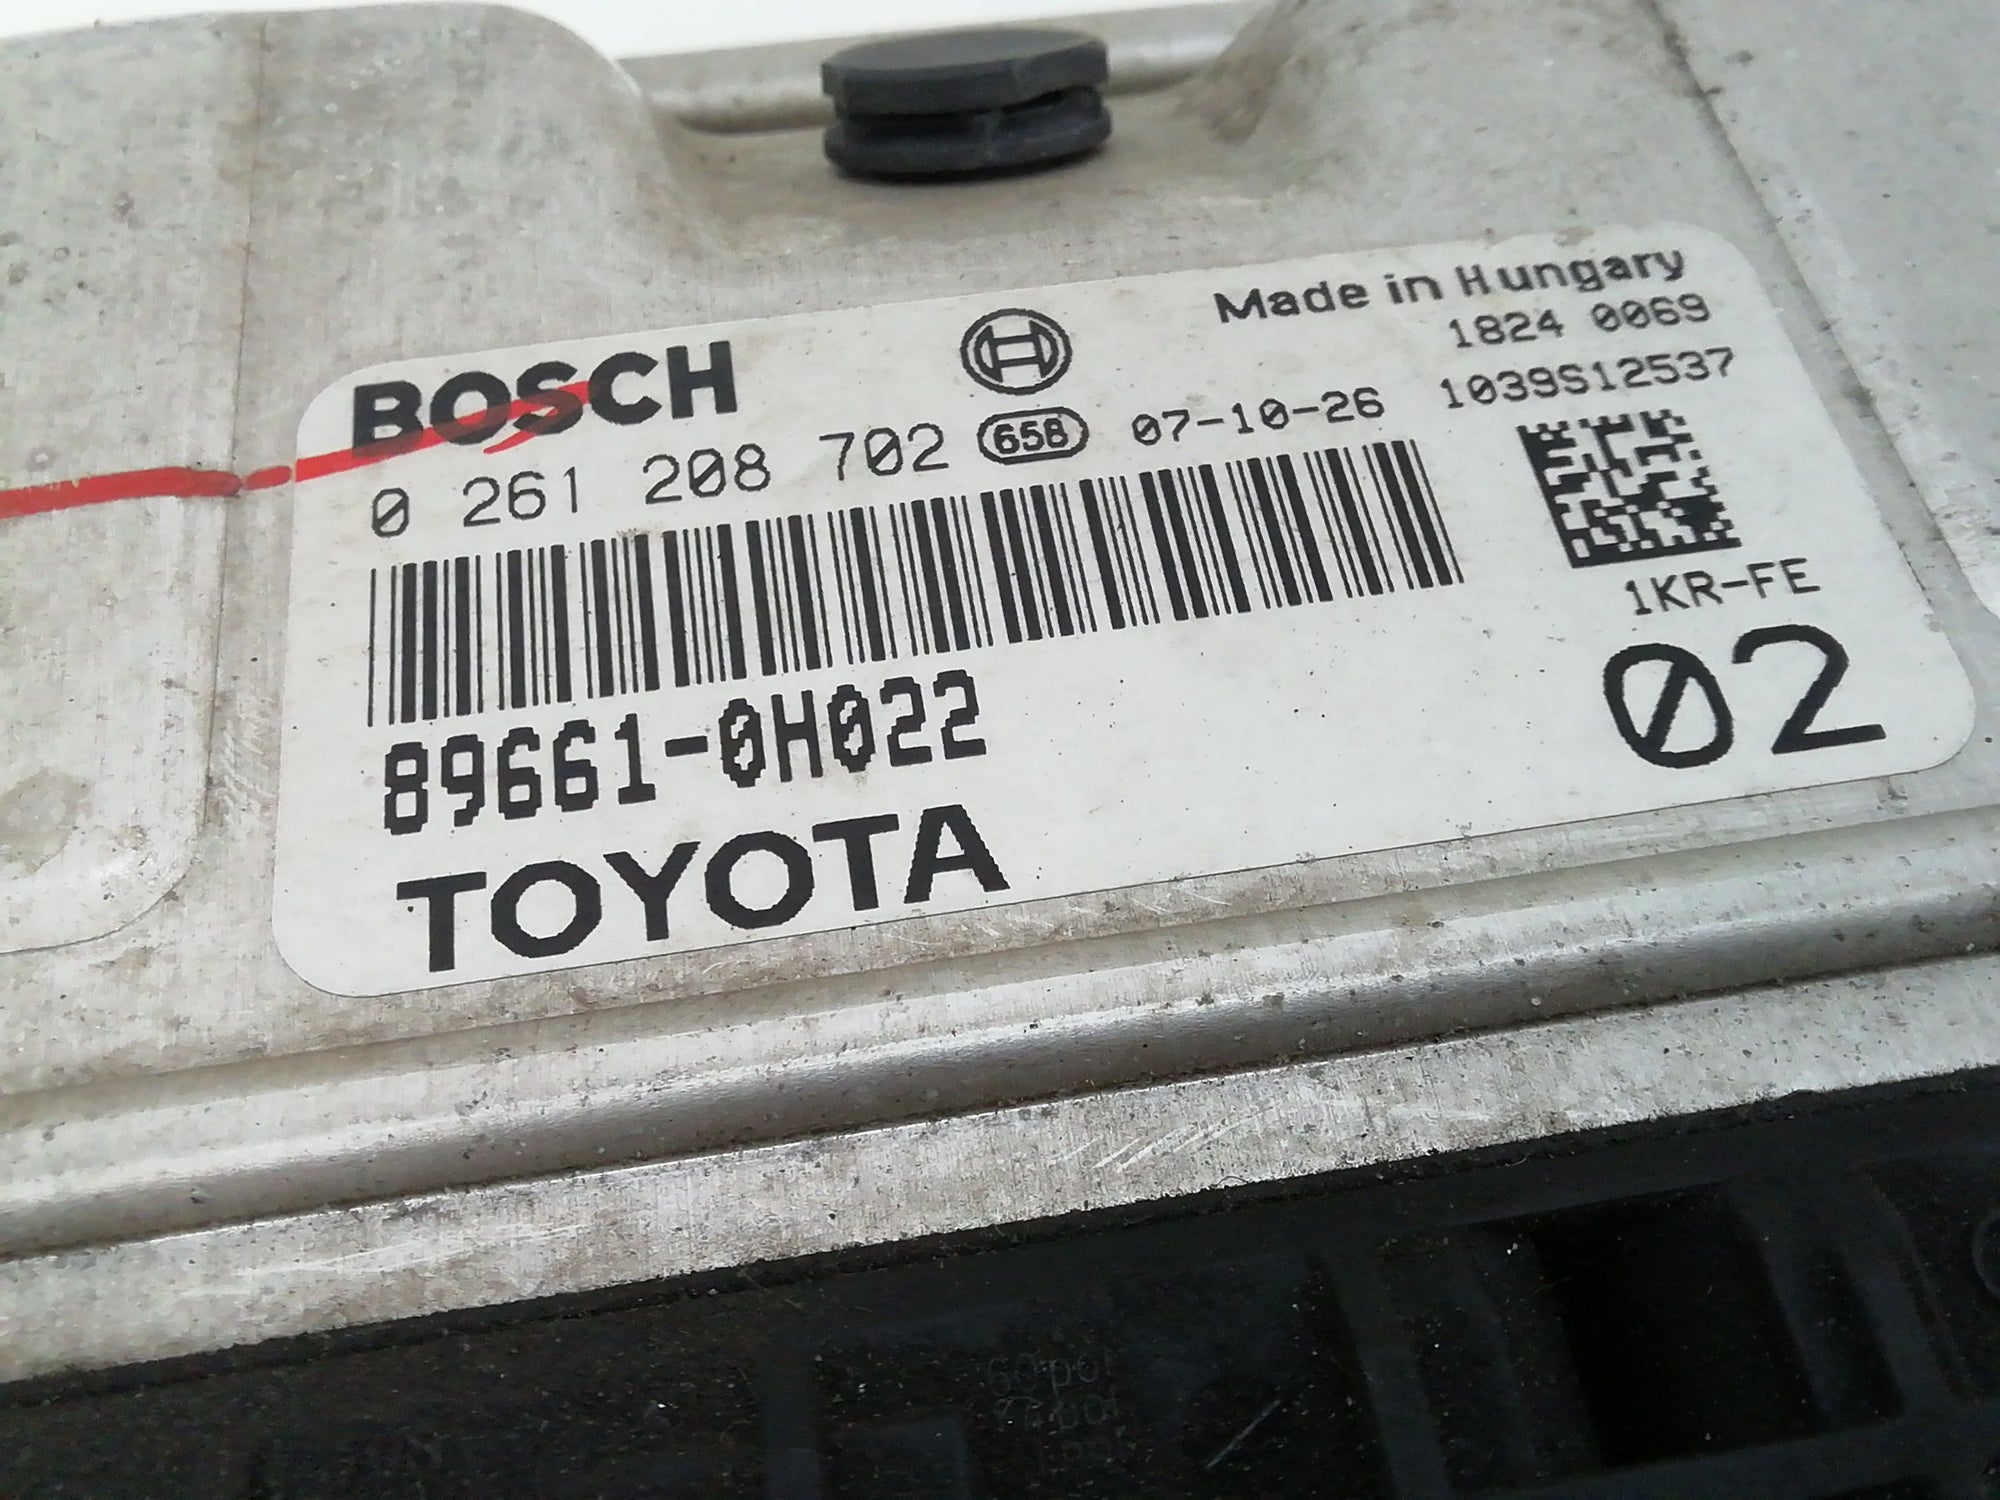 BOSCH
Made in Hungary
1824 0069
0 261 208 702 658 07-10-26 1039S12537
1KR-FE
02
89661-0H022
TOYOTA
60pol